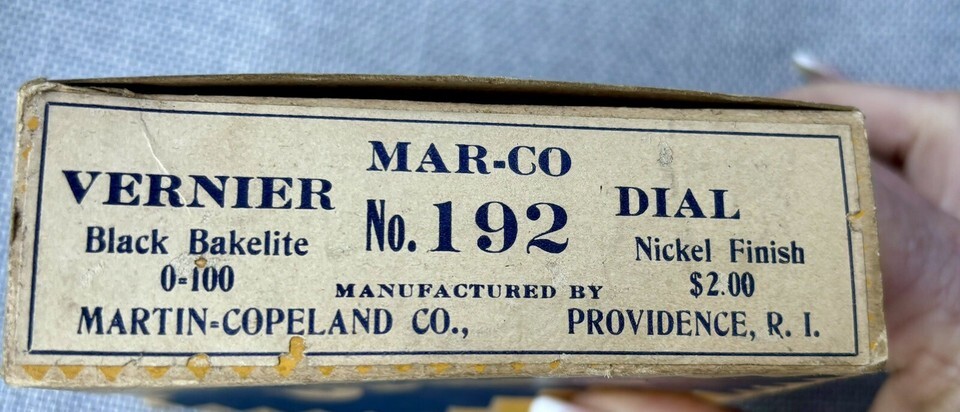 MAR-CO
VERNIER No. 192 DIAL
Black Bakelite Nickel Finish
0=100 $2.00
MANUFACTURED BY
MARTIN=COPELAND CO., PROVIDENCE, R. I.